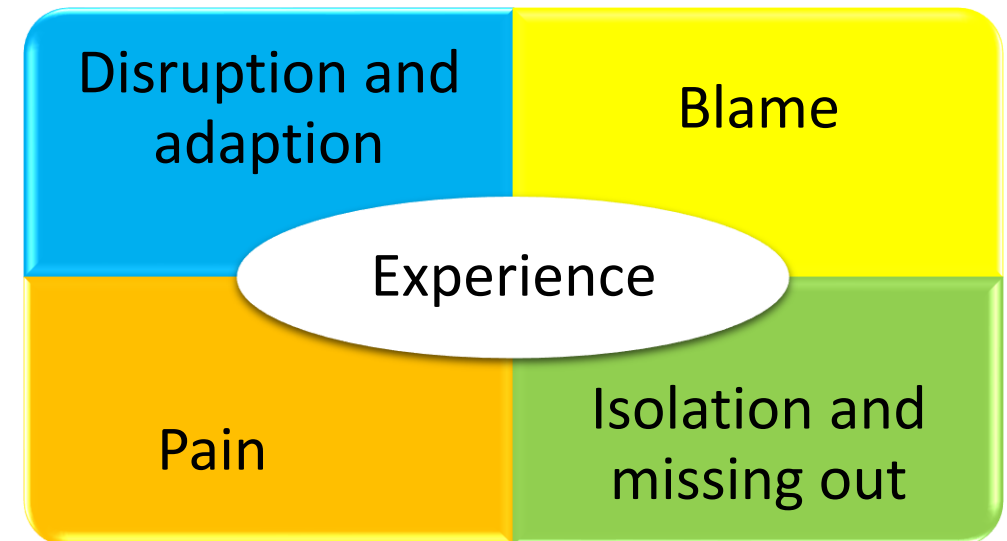 Disruption and
adaption
Blame
Experience
Pain
Isolation and
missing out